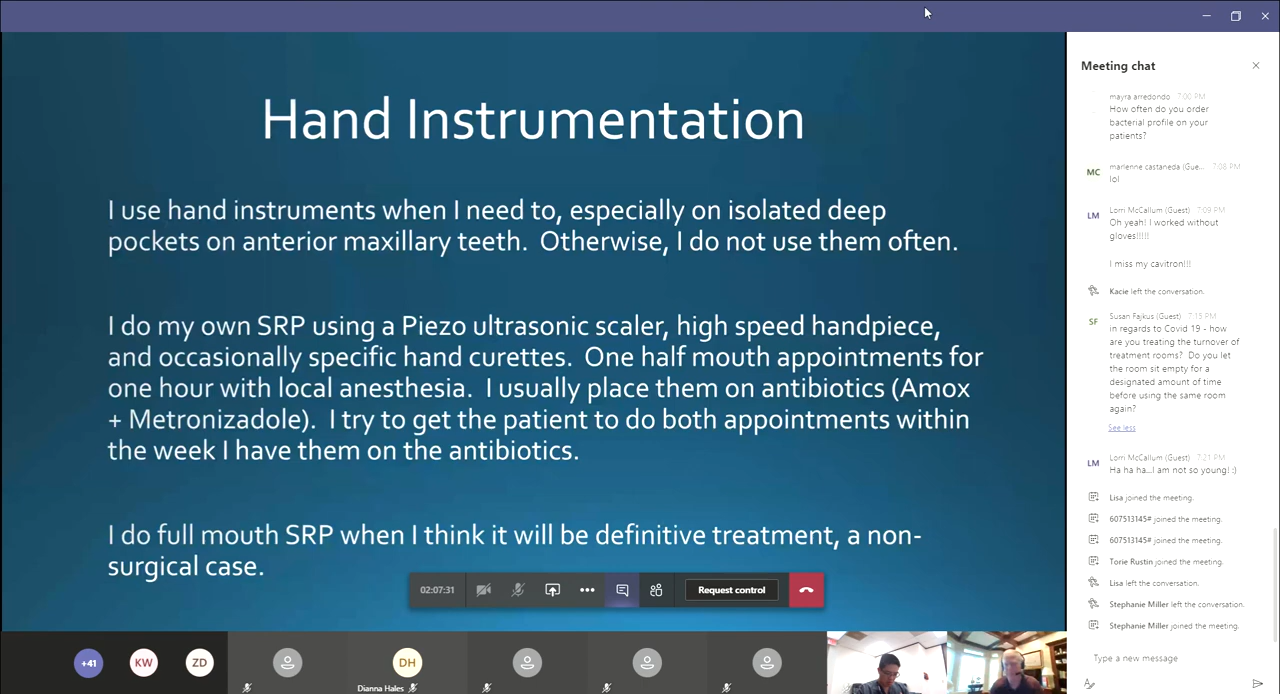 Hand Instrumentation
I use hand instruments when I need to, especially on isolated deep
pockets on anterior maxillary teeth. Otherwise, I do not use them often.
I do my own SRP using a Piezo ultrasonic scaler, high speed handpiece,
and occasionally specific hand curettes. One half mouth appointments for
one hour with local anesthesia. I usually place them on antibiotics (Amox
+ Metronizadole). I try to get the patient to do both appointments within
the week I have them on the antibiotics.
I do full mouth SRP when I think it will be definitive treatment, a non-
surgical case.
02:07:31
Request control
+41
KW
ZD
DH
Dianna Hales
Meeting chat
mayra arredondo 7:00 PM
How often do you order
bacterial profile on your
patients?
MC
marlenne castaneda (Gue... 7:08 PM
lol
LM
Lorri McCallum (Guest) 7:09 PM
Oh yeah! I worked without
gloves!!!!!
I miss my cavitron!!!
Kacie left the conversation.
SF
Susan Fajkus (Guest) 7:15 PM
in regards to Covid 19 - how
are you treating the turnover of
treatment rooms? Do you let
the room sit empty for a
designated amount of time
before using the same room
again?
See less
LM
Lorri McCallum (Guest) 7:21 PM
Ha ha ha...I am not so young! :)
Lisa joined the meeting.
607513145# joined the meeting.
607513145# joined the meeting.
Torie Rustin joined the meeting.
Lisa left the conversation.
Stephanie Miller left the conversation.
Stephanie Miller joined the meeting.
Type a new message